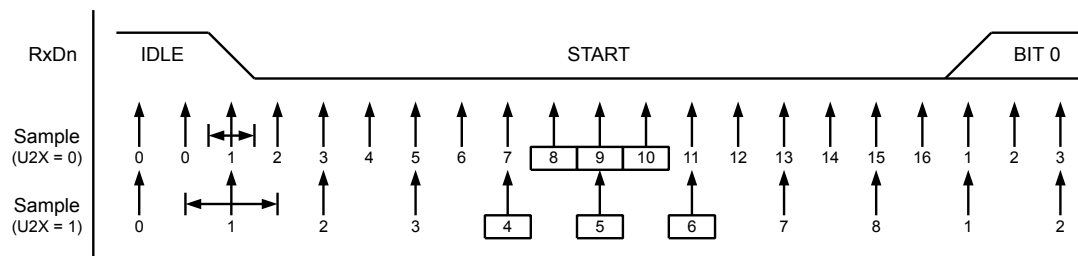 RxDn IDLE START BIT 0
Sample
(U2X = 0)
0 0 1 2 3 4 5 6 7 8 9 10 11 12 13 14 15 16 1 2 3
Sample
(U2X = 1)
0 1 2 3 4 5 6 7 8 1 2